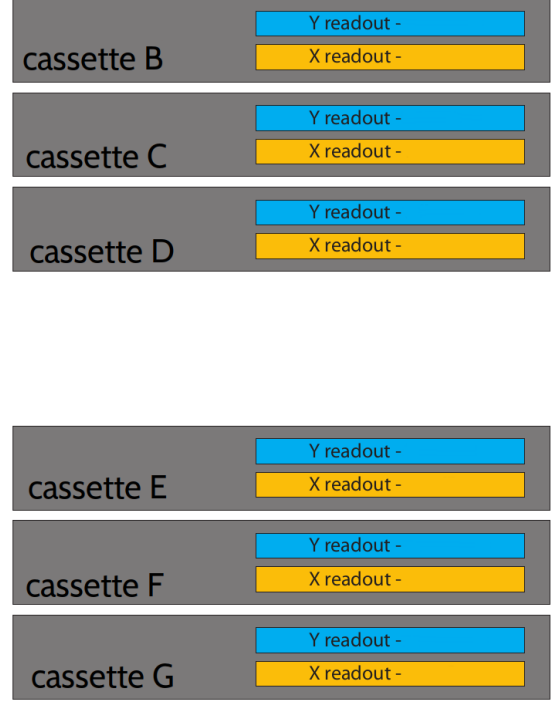 Y readout -
cassette B
X readout -
Y readout -
cassette C
X readout -
Y readout -
cassette D
X readout -
Y readout -
cassette E
X readout -
Y readout -
cassette F
X readout -
Y readout -
cassette G
X readout -